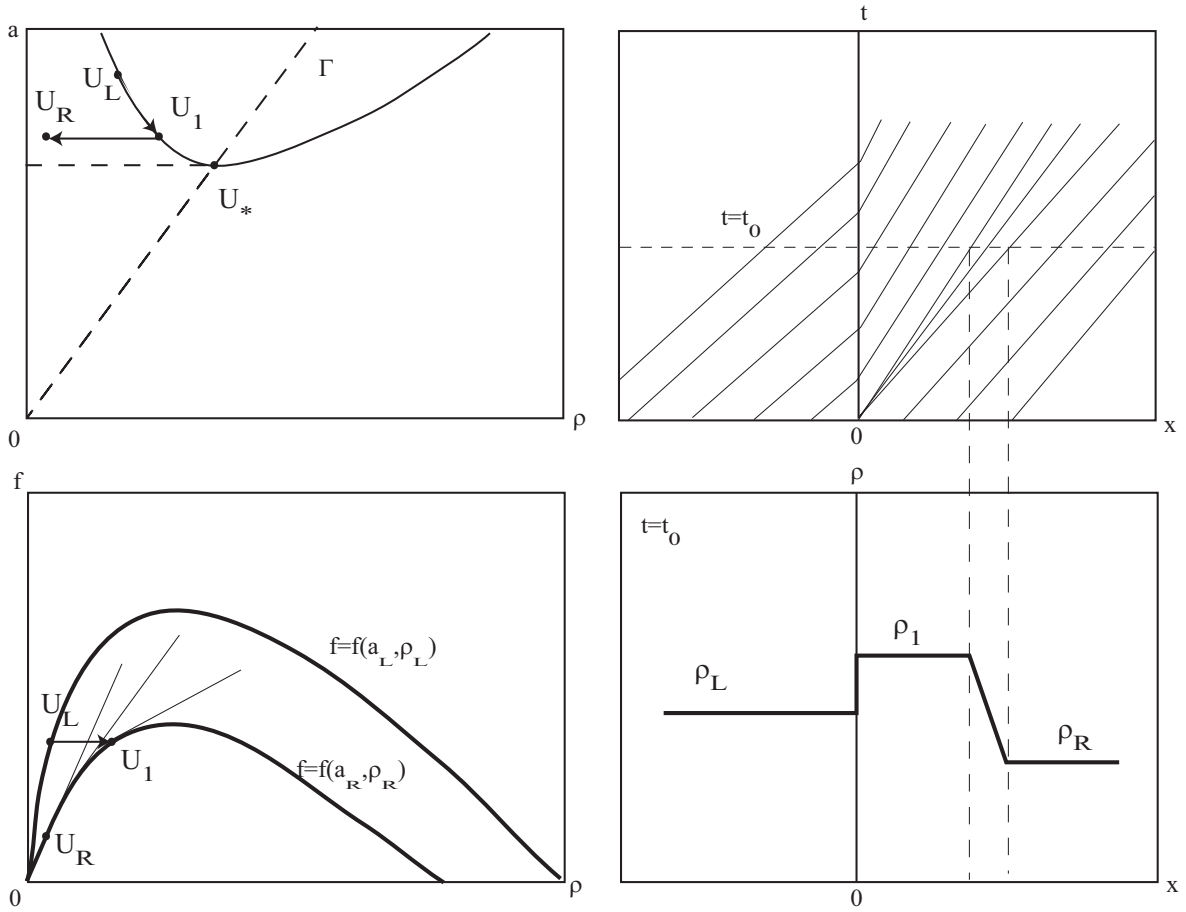 a
Γ
U_L
U_R
U_1
U_*
0
ρ
t
t=t_0
0
x
f
f=f(a_L,ρ_L)
U_L
U_1
f=f(a_R,ρ_R)
U_R
0
ρ
ρ
t=t_0
ρ_1
ρ_L
ρ_R
0
x